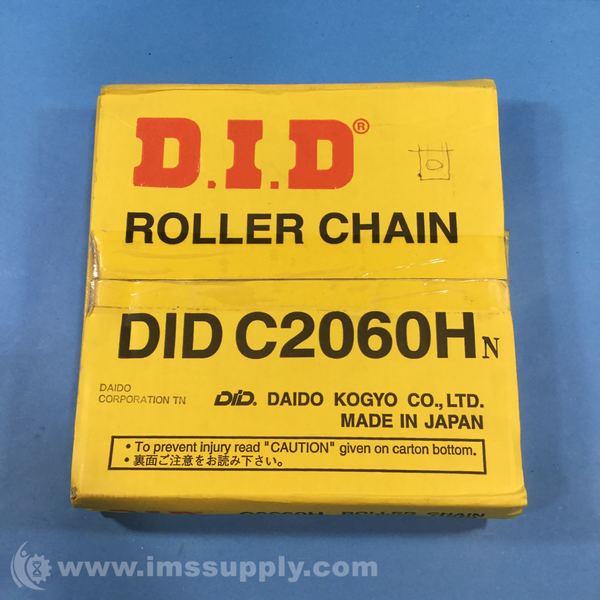 D.I.D®
ROLLER CHAIN
DID C2060HN
DAIDO
CORPORATION TN
DID. DAIDO KOGYO CO., LTD.
MADE IN JAPAN
• To prevent injury read "CAUTION" given on carton bottom.
• 裏面ご注意をお読み下さい。
D.I.D C2060H ROLLER CHAIN
© www.imssupply.com